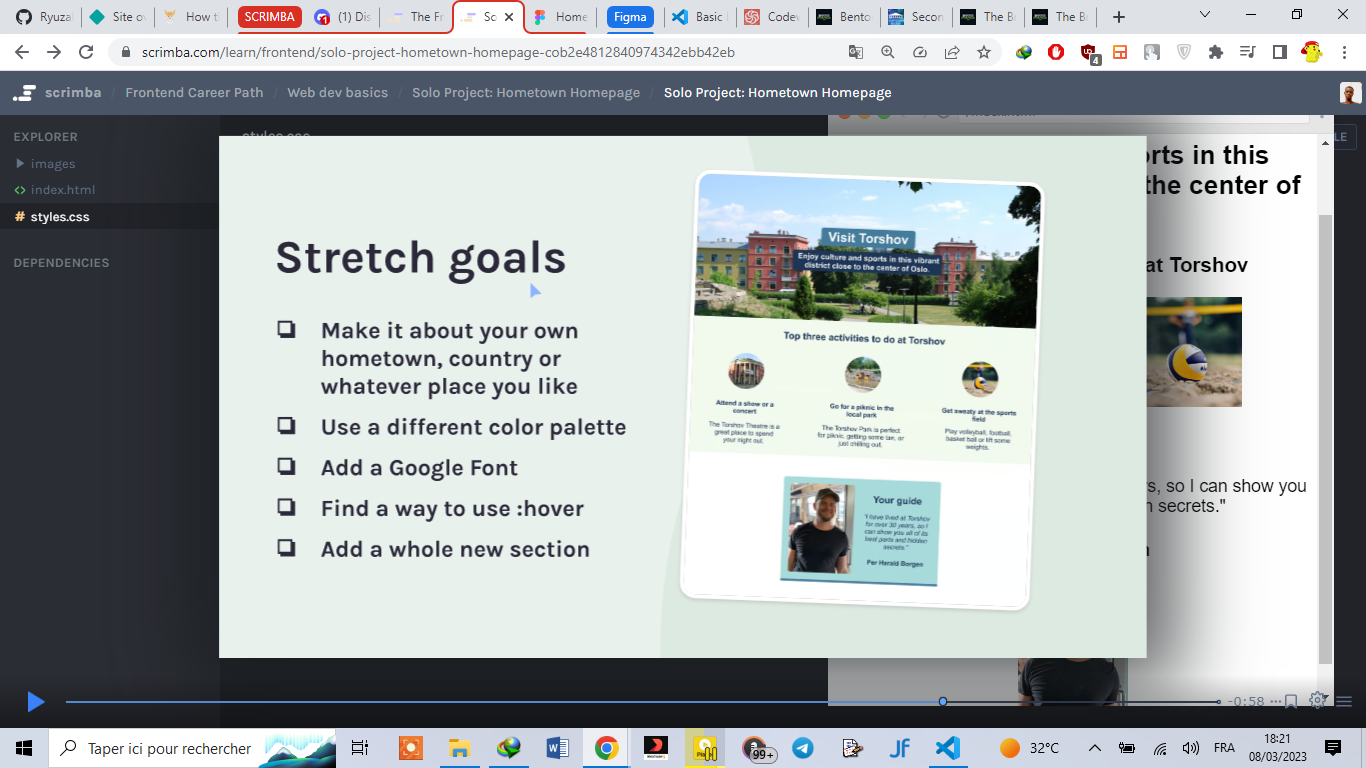 Ryuza
Site o
How t
SCRIMBA
(1) Dis
The Fr
So
Home
Figma
Basic
Codev
Bento
Secon
The B
The B
scrimba.com/learn/frontend/solo-project-hometown-homepage-cob2e4812840974342ebb42eb
4
scrimba / Frontend Career Path / Web dev basics / Solo Project: Hometown Homepage / Solo Project: Hometown Homepage
EXPLORER
images
index.html
# styles.css
DEPENDENCIES
styles.css
LE
Stretch goals
Make it about your own
hometown, country or
whatever place you like
Use a different color palette
Add a Google Font
Find a way to use :hover
Add a whole new section
Visit Torshov
Enjoy culture and sports in this vibrant
district close to the center of Oslo.
Top three activities to do at Torshov
Attend a show or a
concert
The Torshov Theatre is a
great place to spend
your night out.
Go for a piknic in the
local park
The Torshov Park is perfect
for piknic, getting some tan, or
just chilling out.
Get sweaty at the sports
field
Play volleyball, football,
basket ball or lift some
weights.
Your guide
"I have lived at Torshov
for over 30 years, so I
can show you all of its
best parts and hidden
secrets."
Per Harald Borgen
rts in this
the center of
at Torshov
s, so I can show you
n secrets."
n
-0:58
Taper ici pour rechercher
99+
32°C
FRA
18:21
08/03/2023